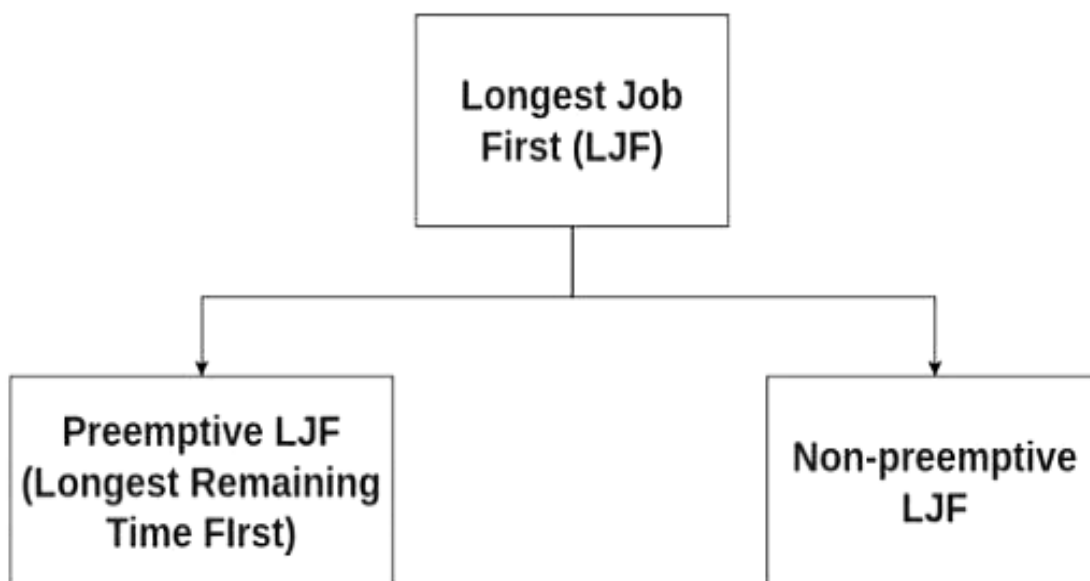 Longest Job
First (LJF)
Preemptive LJF
(Longest Remaining
Time FIrst)
Non-preemptive
LJF